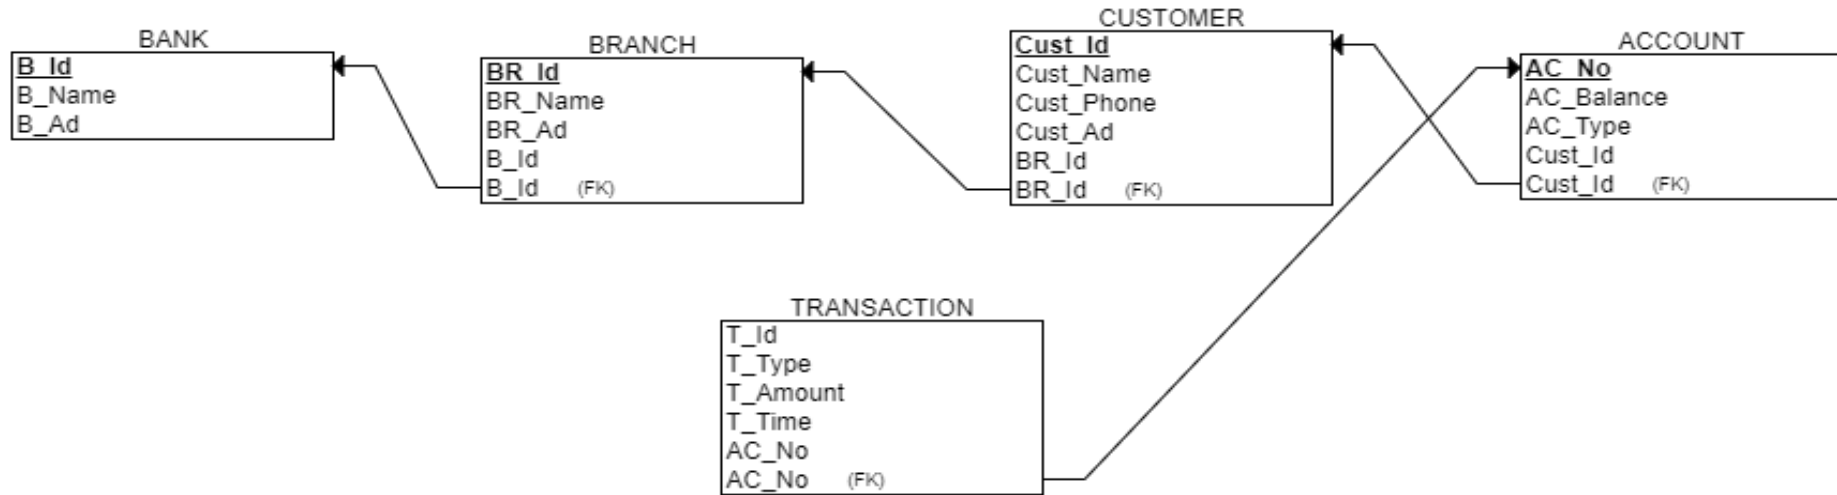 BANK
B_Id
B_Name
B_Ad
BRANCH
BR_Id
BR_Name
BR_Ad
B_Id
B_Id (FK)
CUSTOMER
Cust_Id
Cust_Name
Cust_Phone
Cust_Ad
BR_Id
BR_Id (FK)
ACCOUNT
AC_No
AC_Balance
AC_Type
Cust_Id
Cust_Id (FK)
TRANSACTION
T_Id
T_Type
T_Amount
T_Time
AC_No
AC_No (FK)